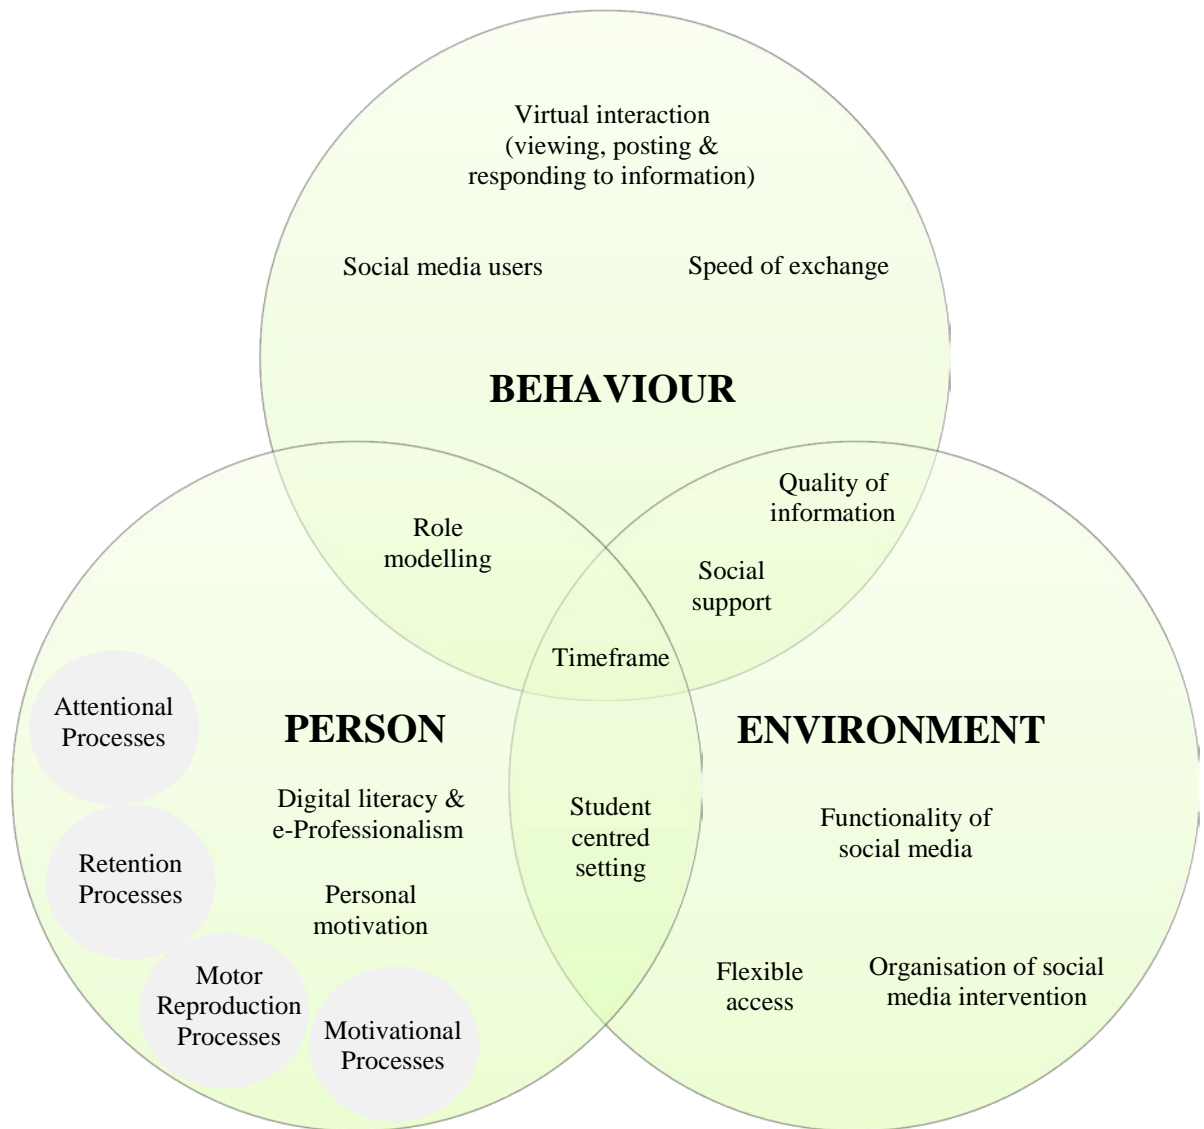 Virtual interaction
(viewing, posting &
responding to information)
Social media users
Speed of exchange
BEHAVIOUR
Quality of
information
Role
modelling
Social
support
Timeframe
Attentional
Processes
PERSON
ENVIRONMENT
Digital literacy &
e-Professionalism
Student
centred
setting
Functionality of
social media
Retention
Processes
Personal
motivation
Flexible
access
Organisation of social
media intervention
Motor
Reproduction
Processes
Motivational
Processes